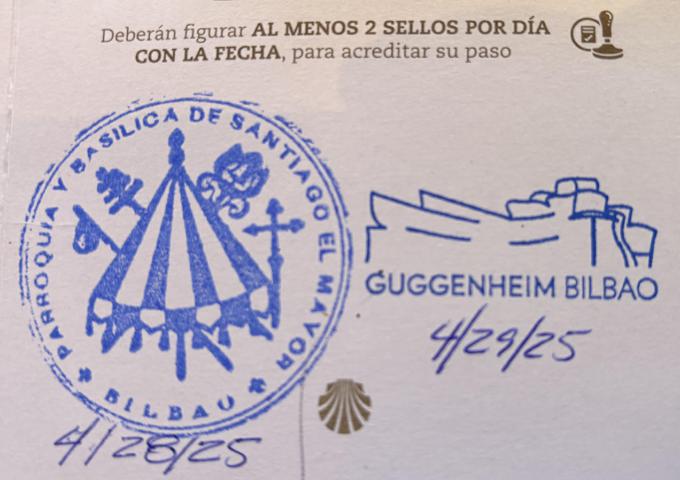 Deberán figurar AL MENOS 2 SELLOS POR DÍA
CON LA FECHA, para acreditar su paso
PARROQUIA Y BASILICA DE SANTIAGO EL MAYOR
BILBAO
4/28/25
GUGGENHEIM BILBAO
4/29/25